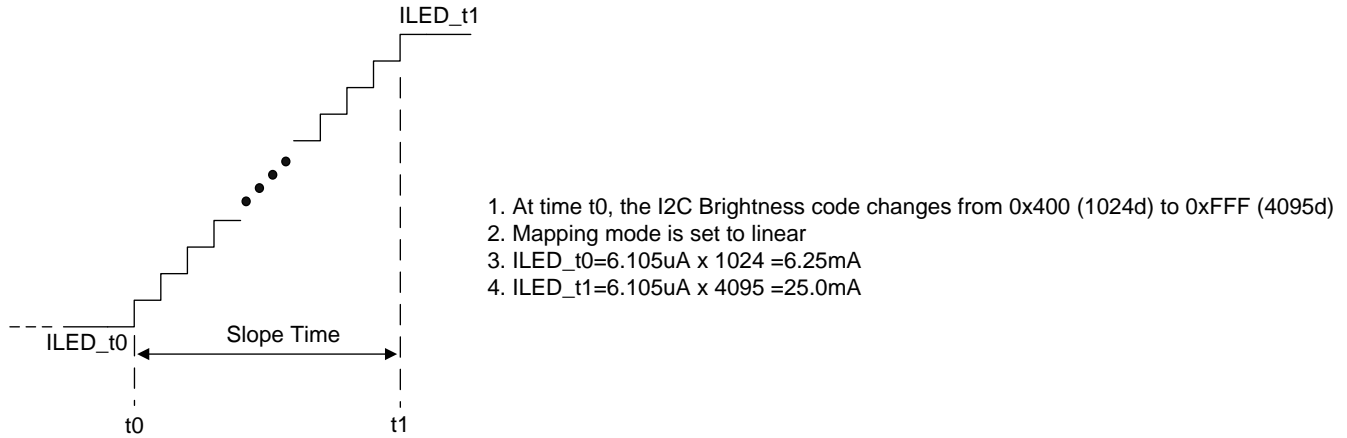 ILED_t1
1. At time t0, the I2C Brightness code changes from 0x400 (1024d) to 0xFFF (4095d)
2. Mapping mode is set to linear
3. ILED_t0=6.105uA x 1024 =6.25mA
4. ILED_t1=6.105uA x 4095 =25.0mA
ILED_t0
Slope Time
t0
t1